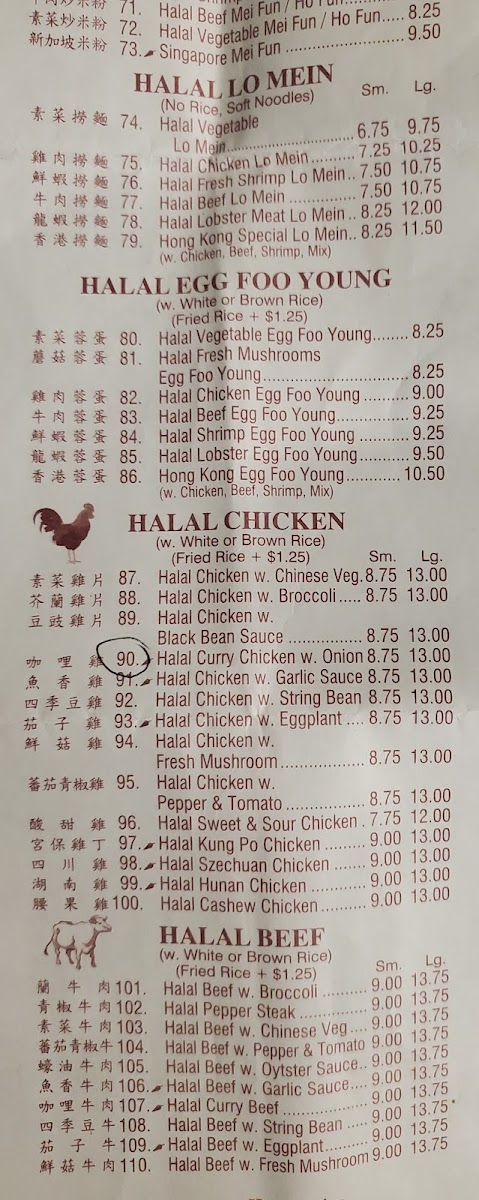 71. Halal Beef Mei Fun / Ho Fun
素菜炒米粉 72. Halal Vegetable Mei Fun / Ho Fun..... 8.25
新加坡米粉 73. Singapore Mei Fun ..................... 9.50
HALAL LO MEIN
(No Rice, Soft Noodles) Sm. Lg.
素菜撈麵 74. Halal Vegetable
Lo Mein....................... 6.75 9.75
雞肉撈麵 75. Halal Chicken Lo Mein.......... 7.25 10.25
鮮蝦撈麵 76. Halal Fresh Shrimp Lo Mein.. 7.50 10.75
牛肉撈麵 77. Halal Beef Lo Mein .............. 7.50 10.75
龍蝦撈麵 78. Halal Lobster Meat Lo Mein .. 8.25 12.00
香港撈麵 79. Hong Kong Special Lo Mein.. 8.25 11.50
(w. Chicken, Beef, Shrimp, Mix)
HALAL EGG FOO YOUNG
(w. White or Brown Rice)
(Fried Rice + $1.25)
素菜蓉蛋 80. Halal Vegetable Egg Foo Young........ 8.25
蘑菇蓉蛋 81. Halal Fresh Mushrooms
Egg Foo Young................................. 8.25
雞肉蓉蛋 82. Halal Chicken Egg Foo Young .......... 9.00
牛肉蓉蛋 83. Halal Beef Egg Foo Young............... 9.25
鮮蝦蓉蛋 84. Halal Shrimp Egg Foo Young ........... 9.25
龍蝦蓉蛋 85. Halal Lobster Egg Foo Young........... 9.50
香港蓉蛋 86. Hong Kong Egg Foo Young............ 10.50
(w. Chicken, Beef, Shrimp, Mix)
HALAL CHICKEN
(w. White or Brown Rice)
(Fried Rice + $1.25) Sm. Lg.
素菜雞片 87. Halal Chicken w. Chinese Veg. 8.75 13.00
芥蘭雞片 88. Halal Chicken w. Broccoli ..... 8.75 13.00
豆豉雞片 89. Halal Chicken w.
Black Bean Sauce ................ 8.75 13.00
咖哩雞 90. Halal Curry Chicken w. Onion 8.75 13.00
魚香雞 91. Halal Chicken w. Garlic Sauce 8.75 13.00
四季豆雞 92. Halal Chicken w. String Bean 8.75 13.00
茄子雞 93. Halal Chicken w. Eggplant .... 8.75 13.00
鮮菇雞 94. Halal Chicken w.
Fresh Mushroom.................. 8.75 13.00
蕃茄青椒雞 95. Halal Chicken w.
Pepper & Tomato ................. 8.75 13.00
酸甜雞 96. Halal Sweet & Sour Chicken . 7.75 12.00
宮保雞丁 97. Halal Kung Po Chicken ......... 9.00 13.00
四川雞 98. Halal Szechuan Chicken ....... 9.00 13.00
湖南雞 99. Halal Hunan Chicken ........... 9.00 13.00
腰果雞 100. Halal Cashew Chicken........... 9.00 13.00
HALAL BEEF
(w. White or Brown Rice)
(Fried Rice + $1.25) Sm. Lg.
蘭牛肉 101. Halal Beef w. Broccoli .......... 9.00 13.75
青椒牛肉 102. Halal Pepper Steak .............. 9.00 13.75
素菜牛肉 103. Halal Beef w. Chinese Veg .... 9.00 13.75
蕃茄青椒牛 104. Halal Beef w. Pepper & Tomato 9.00 13.75
蠔油牛肉 105. Halal Beef w. Oytster Sauce.. 9.00 13.75
魚香牛肉 106. Halal Beef w. Garlic Sauce.... 9.00 13.75
咖哩牛肉 107. Halal Curry Beef ................. 9.00 13.75
四季豆牛 108. Halal Beef w. String Bean ..... 9.00 13.75
茄子牛 109. Halal Beef w. Eggplant.......... 9.00 13.75
鮮菇牛肉 110. Halal Beef w. Fresh Mushroom 9.00 13.75